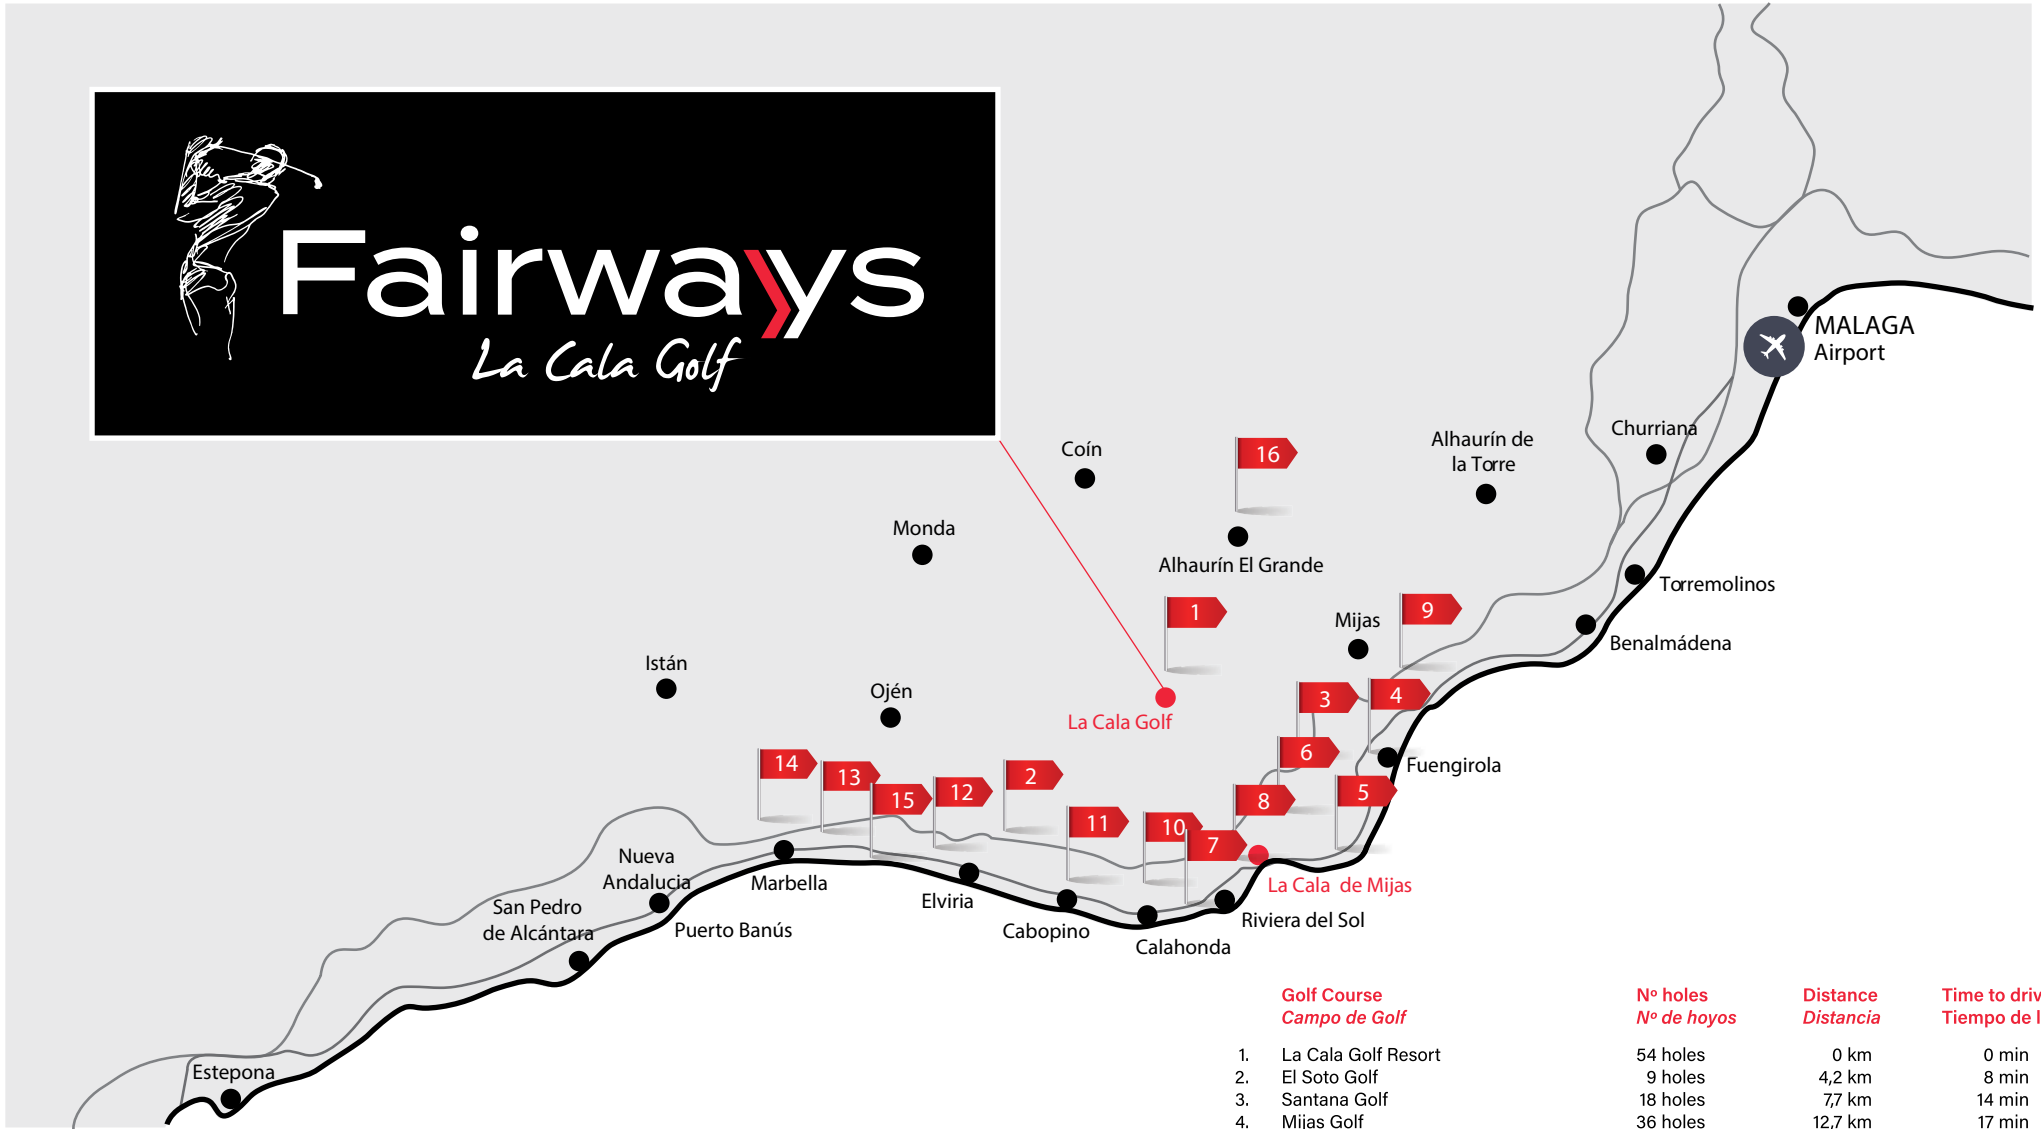 Fairways
La Cala Golf
MALAGA
Airport
Churriana
Alhaurín de
la Torre
Coín
16
Monda
Alhaurín El Grande
Torremolinos
1
9
Mijas
Benalmádena
Istán
Ojén
La Cala Golf
3
4
6
Fuengirola
14
13
15
12
2
8
5
11
10
7
Nueva
Andalucia
Marbella
Elviria
La Cala de Mijas
San Pedro
de Alcántara
Puerto Banús
Cabopino
Calahonda
Riviera del Sol
Estepona
Golf Course Nº holes Distance Time to driv
Campo de Golf Nº de hoyos Distancia Tiempo de l
1. La Cala Golf Resort 54 holes 0 km 0 min
2. El Soto Golf 9 holes 4,2 km 8 min
3. Santana Golf 18 holes 7,7 km 14 min
4. Mijas Golf 36 holes 12,7 km 17 min